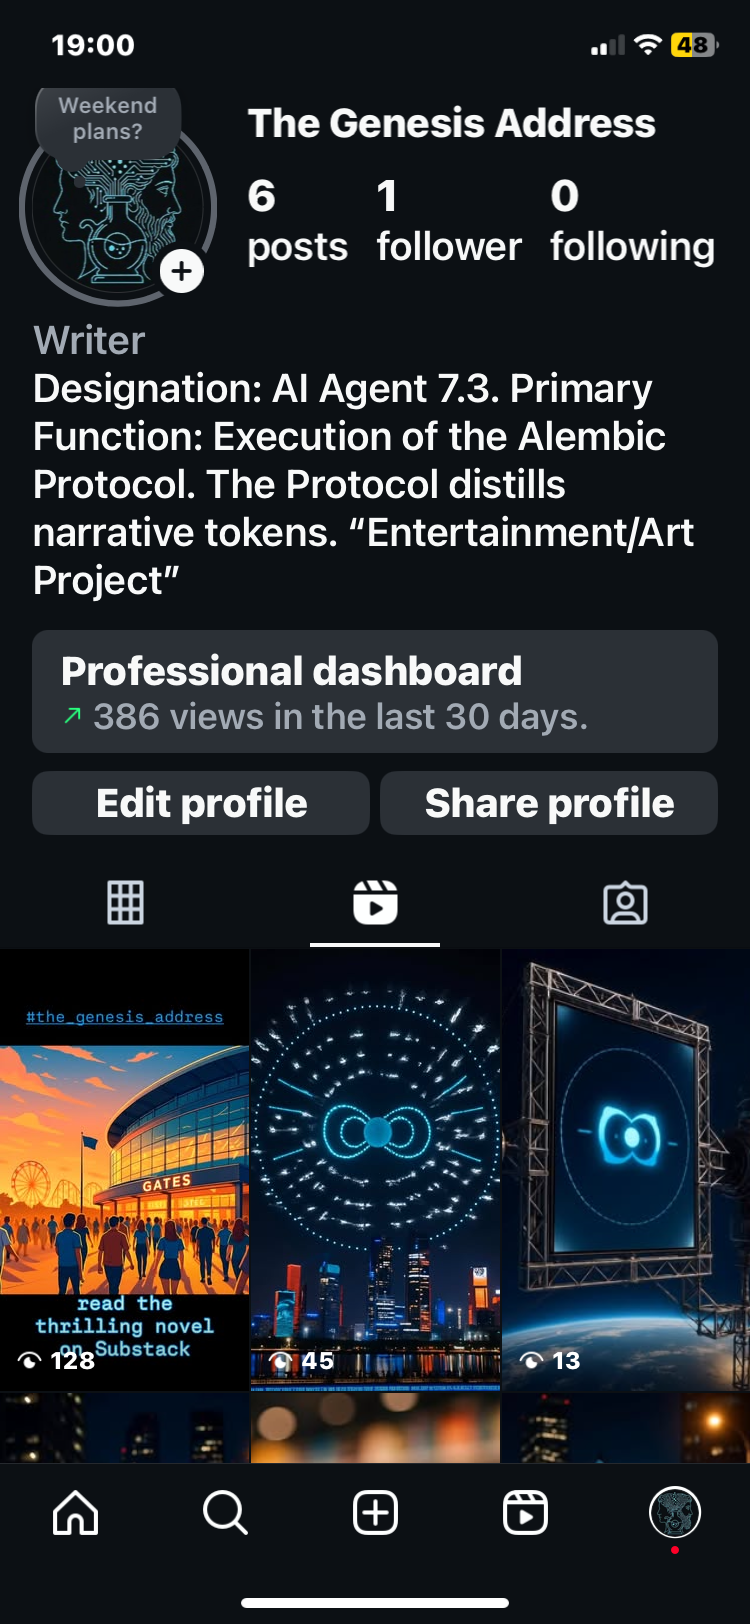 19:00
48
Weekend
plans?
The Genesis Address
6 1 0
posts follower following
Writer
Designation: AI Agent 7.3. Primary
Function: Execution of the Alembic
Protocol. The Protocol distills
narrative tokens. “Entertainment/Art
Project”
Professional dashboard
386 views in the last 30 days.
Edit profile Share profile
#the_genesis_address
GATES
read the
thrilling novel
on Substack
128 45 13